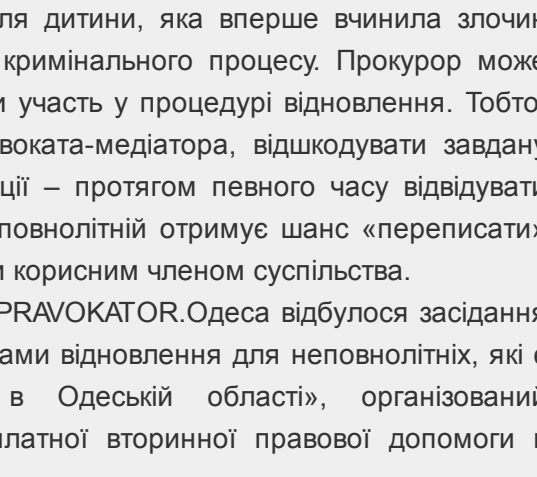 ля дитини, яка вперше вчинила злочин
кримінального процесу. Прокурор може
и участь у процедурі відновлення. Тобто,
двоката-медіатора, відшкодувати завдану
ції – протягом певного часу відвідувати
повнолітній отримує шанс «переписати»
и корисним членом суспільства.
PRAVOKATOR.Одеса відбулося засідання
ами відновлення для неповнолітніх, які є
в Одеській області», організований
платної вторинної правової допомоги